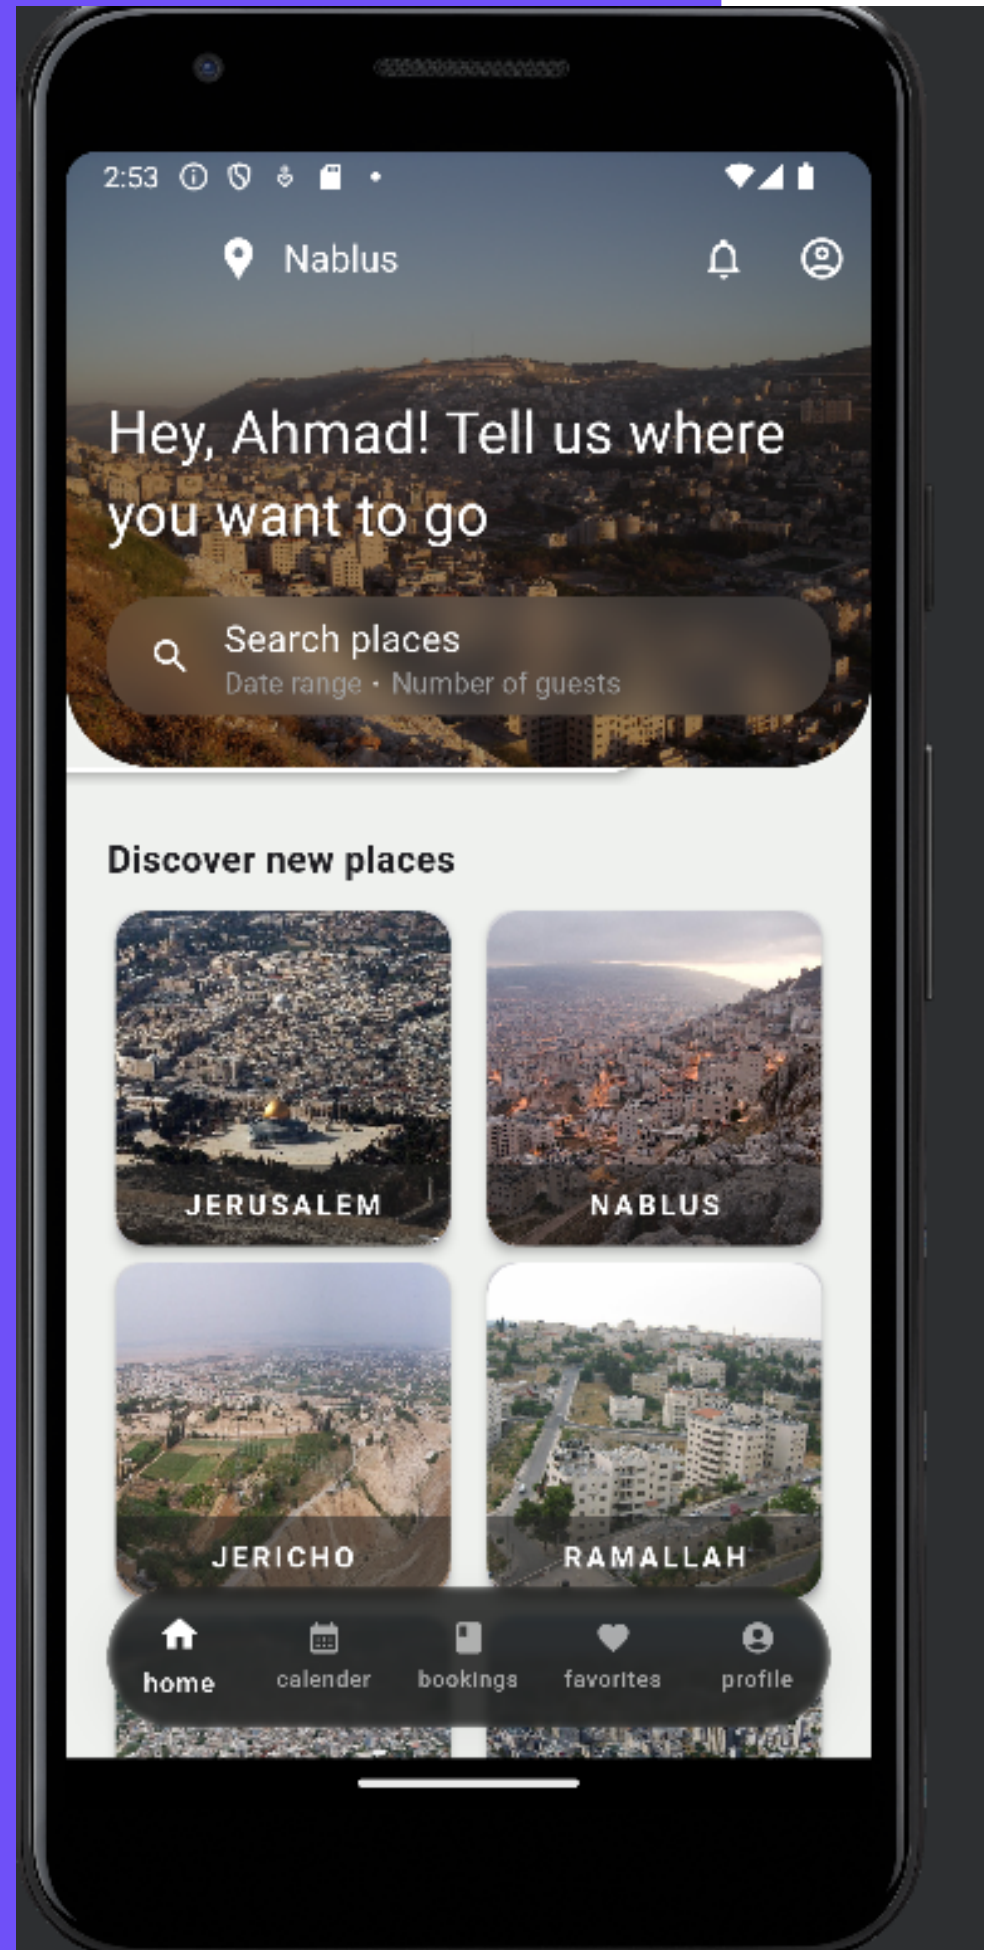 2:53
Nablus
Hey, Ahmad! Tell us where
you want to go
Search places
Date range • Number of guests
Discover new places
JERUSALEM
NABLUS
JERICHO
RAMALLAH
home
calender
bookings
favorites
profile